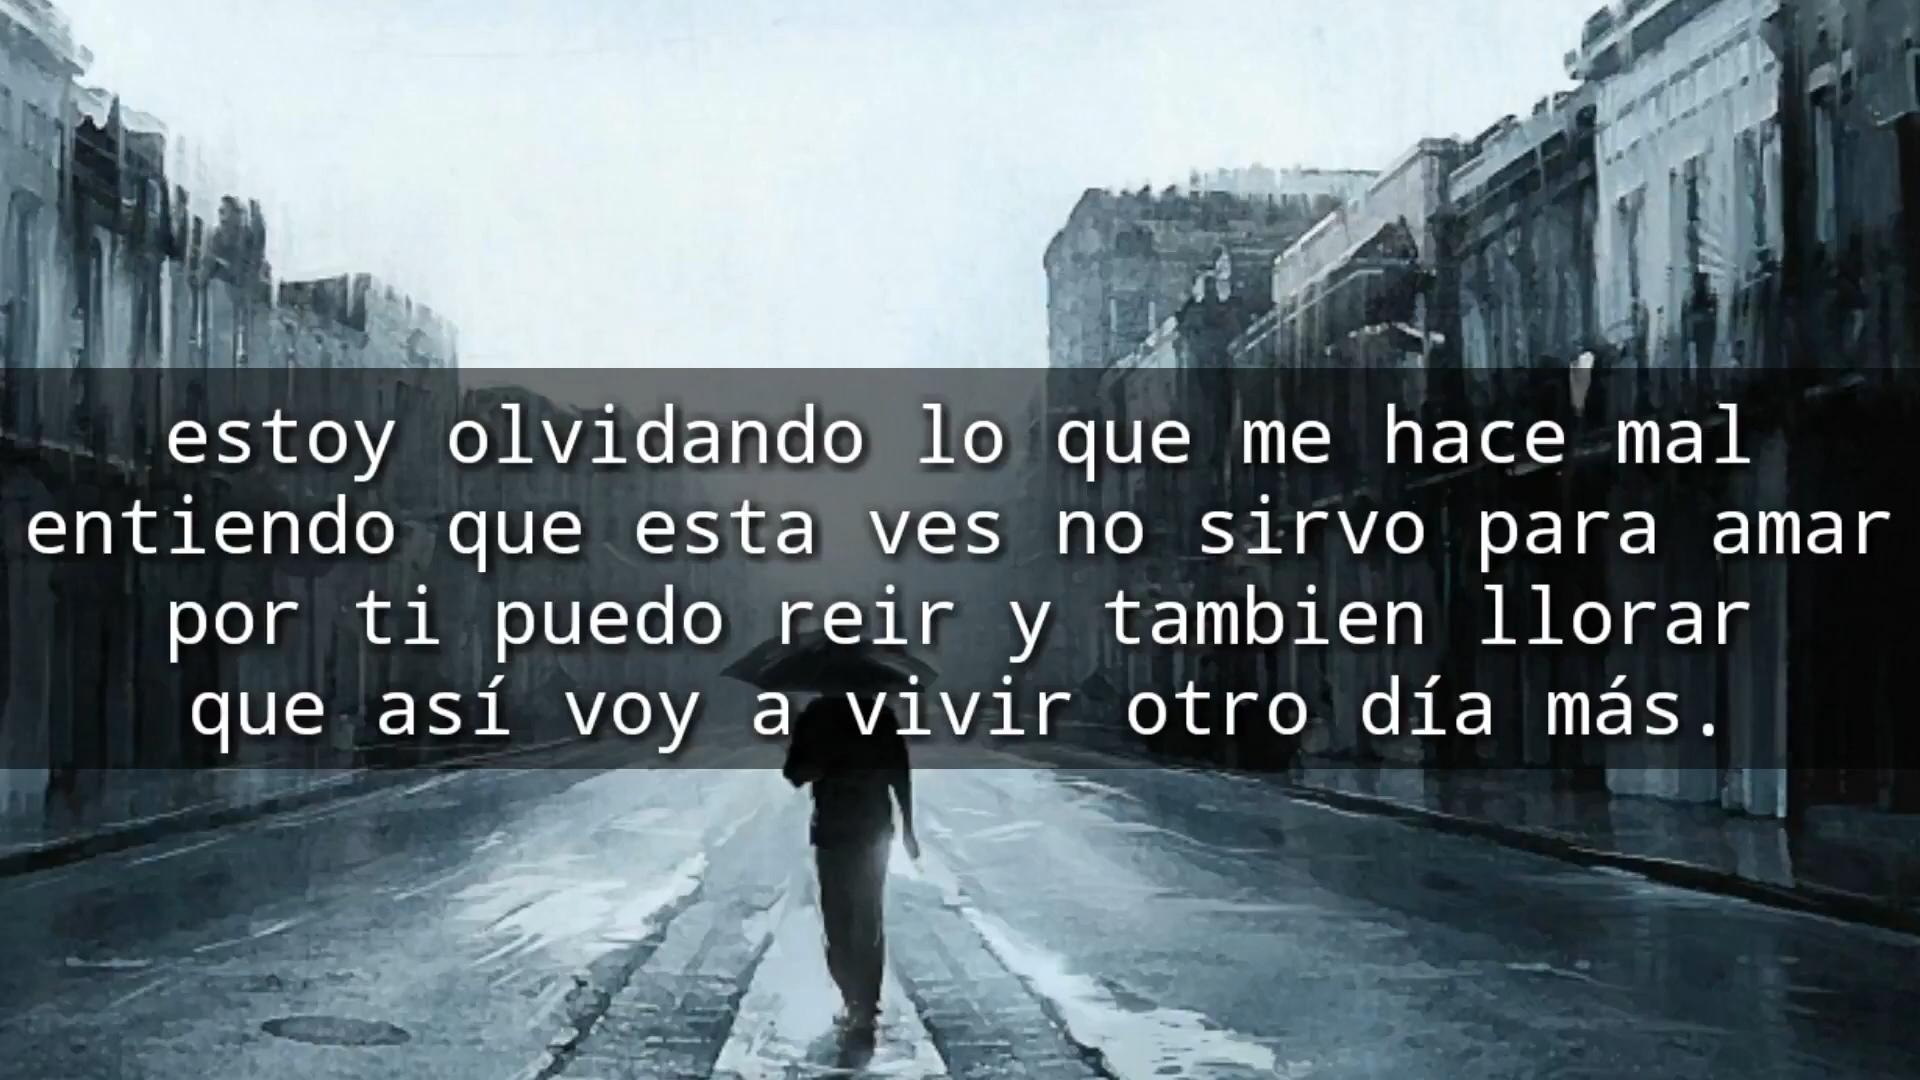 estoy olvidando lo que me hace mal
entiendo que esta ves no sirvo para amar
por ti puedo reir y tambien llorar
que así voy a vivir otro día más.